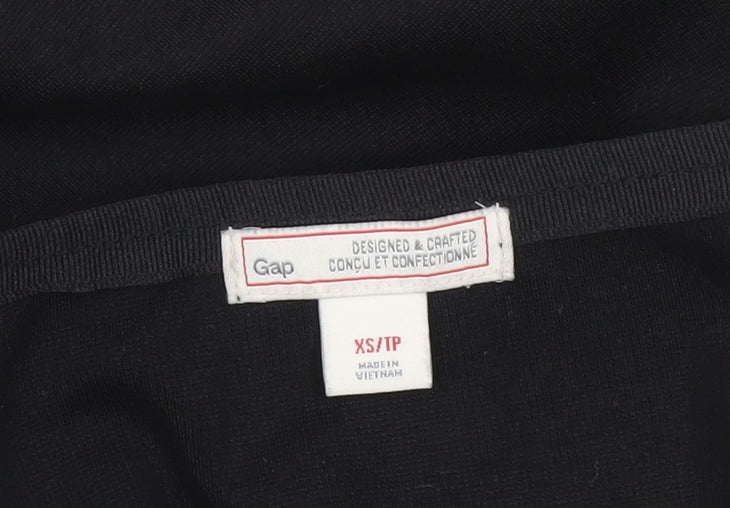 Gap
DESIGNED & CRAFTED
CONÇU ET CONFECTIONNÉ
XS/TP
MADE IN
VIETNAM